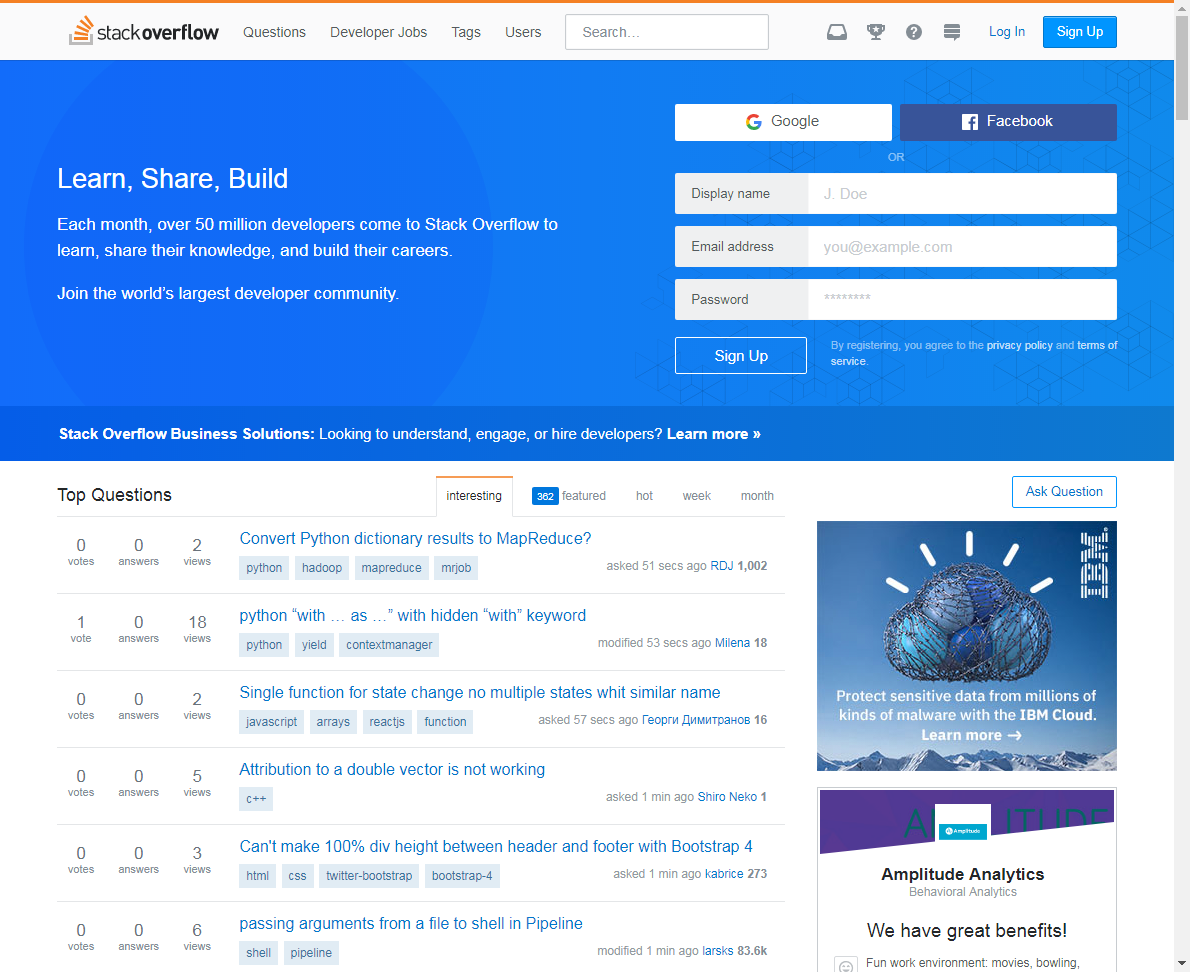 stack overflow Questions Developer Jobs Tags Users Search... Log In Sign Up
Google Facebook
OR
Learn, Share, Build
Display name J. Doe
Each month, over 50 million developers come to Stack Overflow to
learn, share their knowledge, and build their careers.
Email address you@example.com
Join the world's largest developer community.
Password ********
Sign Up
By registering, you agree to the privacy policy and terms of
service.
Stack Overflow Business Solutions: Looking to understand, engage, or hire developers? Learn more »
Top Questions interesting 362 featured hot week month
Ask Question
0 votes 0 answers 2 views
Convert Python dictionary results to MapReduce?
python hadoop mapreduce mrjob
asked 51 secs ago RDJ 1,002
1 vote 0 answers 18 views
python “with … as …” with hidden “with” keyword
python yield contextmanager
modified 53 secs ago Milena 18
0 votes 0 answers 2 views
Single function for state change no multiple states whit similar name
javascript arrays reactjs function
asked 57 secs ago Георги Димитранов 16
0 votes 0 answers 5 views
Attribution to a double vector is not working
c++
asked 1 min ago Shiro Neko 1
0 votes 0 answers 3 views
Can't make 100% div height between header and footer with Bootstrap 4
html css twitter-bootstrap bootstrap-4
asked 1 min ago kabrice 273
0 votes 0 answers 6 views
passing arguments from a file to shell in Pipeline
shell pipeline
modified 1 min ago larsks 83.6k
IBM
Protect sensitive data from millions of
kinds of malware with the IBM Cloud.
Learn more →
Amplitude
Amplitude Analytics
Behavioral Analytics
We have great benefits!
Fun work environment: movies, bowling,